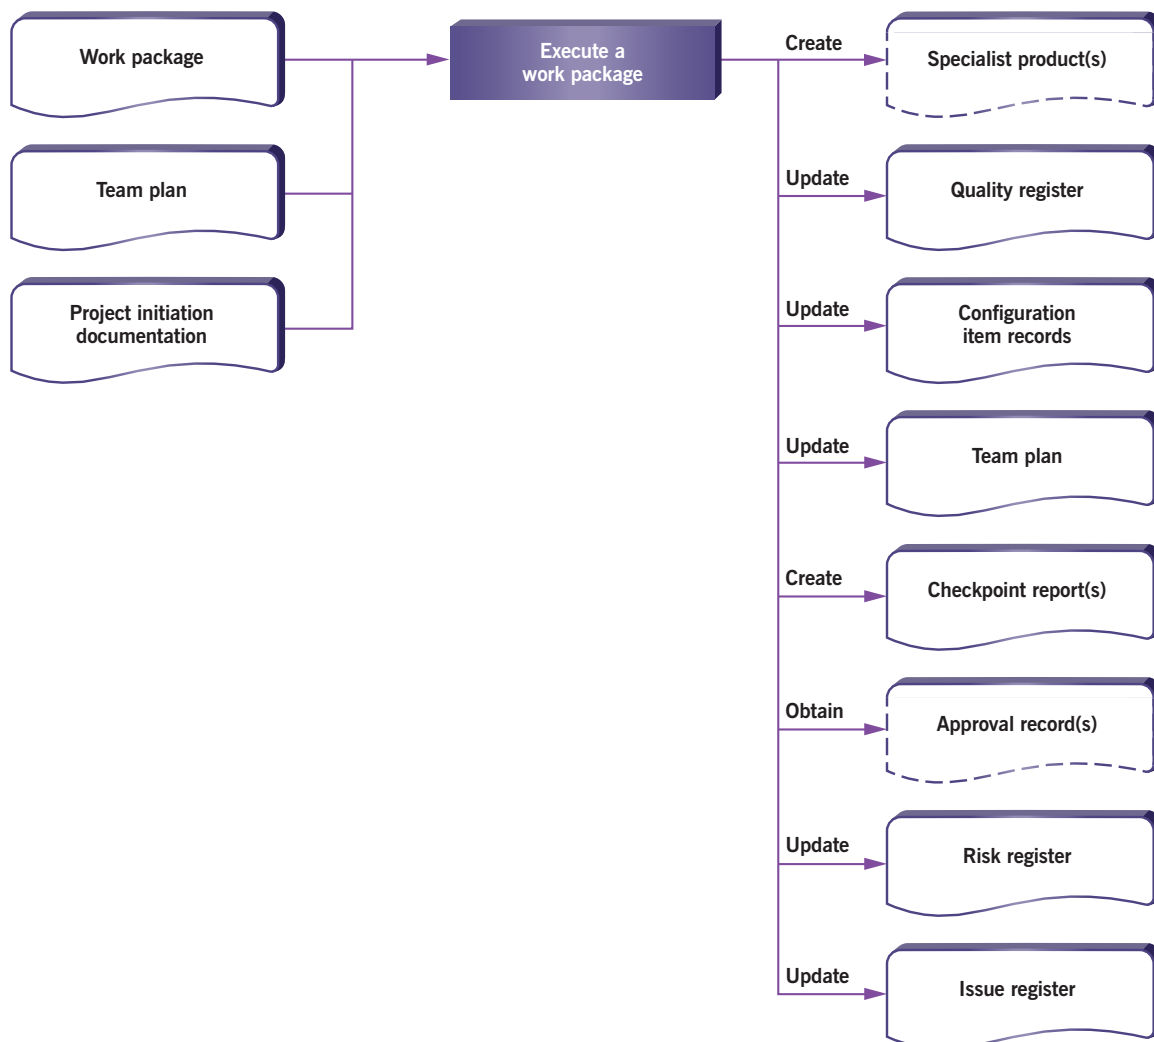 Work package
Team plan
Project initiation
documentation
Execute a
work package
Create
Specialist product(s)
Update
Quality register
Update
Configuration
item records
Update
Team plan
Create
Checkpoint report(s)
Obtain
Approval record(s)
Update
Risk register
Update
Issue register